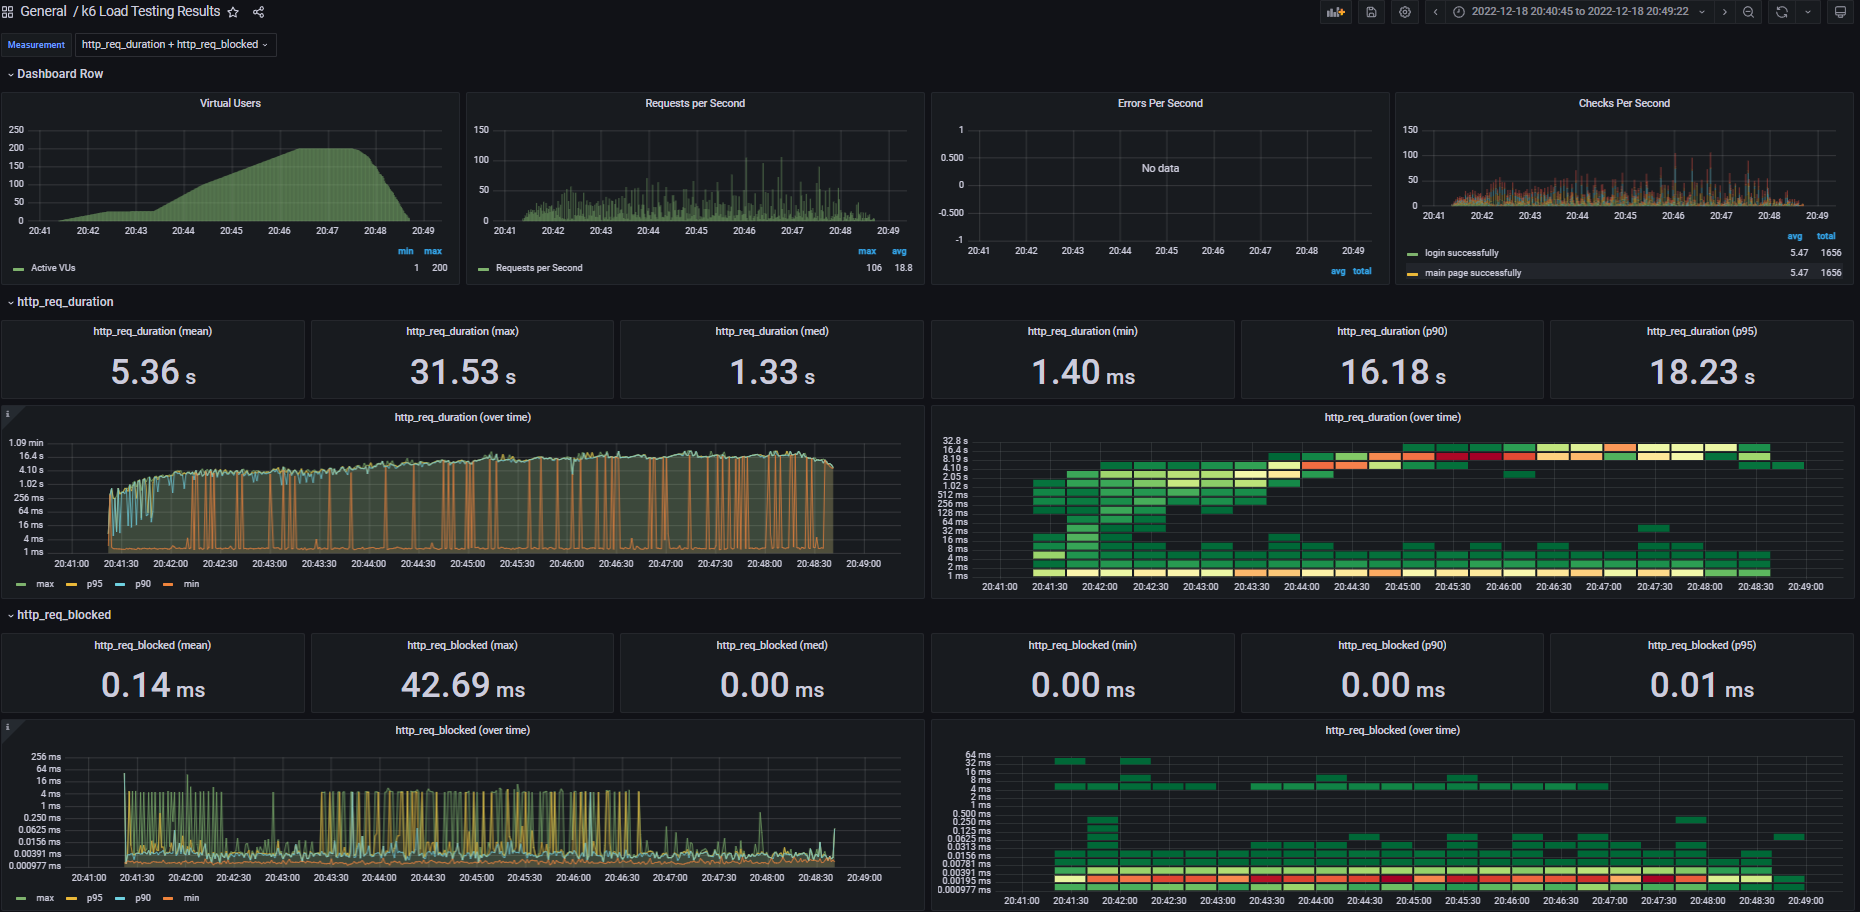 General / k6 Load Testing Results
2022-12-18 20:40:45 to 2022-12-18 20:49:22
Measurement http_req_duration + http_req_blocked
Dashboard Row
Virtual Users
250
200
150
100
50
0
20:41 20:42 20:43 20:44 20:45 20:46 20:47 20:48 20:49
min max
Active VUs 1 200
Requests per Second
150
100
50
0
20:41 20:42 20:43 20:44 20:45 20:46 20:47 20:48 20:49
max avg
Requests per Second 106 18.8
Errors Per Second
1
0.500
0
-0.500
-1
No data
20:41 20:42 20:43 20:44 20:45 20:46 20:47 20:48 20:49
avg total
Checks Per Second
150
100
50
0
20:41 20:42 20:43 20:44 20:45 20:46 20:47 20:48 20:49
avg total
login successfully 5.47 1656
main page successfully 5.47 1656
http_req_duration
http_req_duration (mean)
5.36 s
http_req_duration (max)
31.53 s
http_req_duration (med)
1.33 s
http_req_duration (min)
1.40 ms
http_req_duration (p90)
16.18 s
http_req_duration (p95)
18.23 s
http_req_duration (over time)
1.09 min
16.4 s
4.10 s
1.02 s
256 ms
64 ms
16 ms
4 ms
1 ms
20:41:00 20:41:30 20:42:00 20:42:30 20:43:00 20:43:30 20:44:00 20:44:30 20:45:00 20:45:30 20:46:00 20:46:30 20:47:00 20:47:30 20:48:00 20:48:30 20:49:00
max p95 p90 min
http_req_duration (over time)
32.8 s
16.4 s
8.19 s
4.10 s
2.05 s
1.02 s
512 ms
256 ms
128 ms
64 ms
32 ms
16 ms
8 ms
4 ms
2 ms
1 ms
20:41:00 20:41:30 20:42:00 20:42:30 20:43:00 20:43:30 20:44:00 20:44:30 20:45:00 20:45:30 20:46:00 20:46:30 20:47:00 20:47:30 20:48:00 20:48:30 20:49:00
http_req_blocked
http_req_blocked (mean)
0.14 ms
http_req_blocked (max)
42.69 ms
http_req_blocked (med)
0.00 ms
http_req_blocked (min)
0.00 ms
http_req_blocked (p90)
0.00 ms
http_req_blocked (p95)
0.01 ms
http_req_blocked (over time)
256 ms
64 ms
16 ms
4 ms
1 ms
0.250 ms
0.0625 ms
0.0156 ms
0.00391 ms
0.000977 ms
20:41:00 20:41:30 20:42:00 20:42:30 20:43:00 20:43:30 20:44:00 20:44:30 20:45:00 20:45:30 20:46:00 20:46:30 20:47:00 20:47:30 20:48:00 20:48:30 20:49:00
max p95 p90 min
http_req_blocked (over time)
64 ms
32 ms
16 ms
8 ms
4 ms
2 ms
1 ms
0.500 ms
0.250 ms
0.125 ms
0.0625 ms
0.0313 ms
0.0156 ms
0.00781 ms
0.00391 ms
0.00195 ms
0.000977 ms
20:41:00 20:41:30 20:42:00 20:42:30 20:43:00 20:43:30 20:44:00 20:44:30 20:45:00 20:45:30 20:46:00 20:46:30 20:47:00 20:47:30 20:48:00 20:48:30 20:49:00